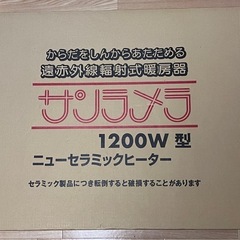 からだをしんからあたためる
遠赤外線輻射式暖房器
サンラメラ
1200W 型
ニューセラミックヒーター
セラミック製品につき転倒すると破損することがあります